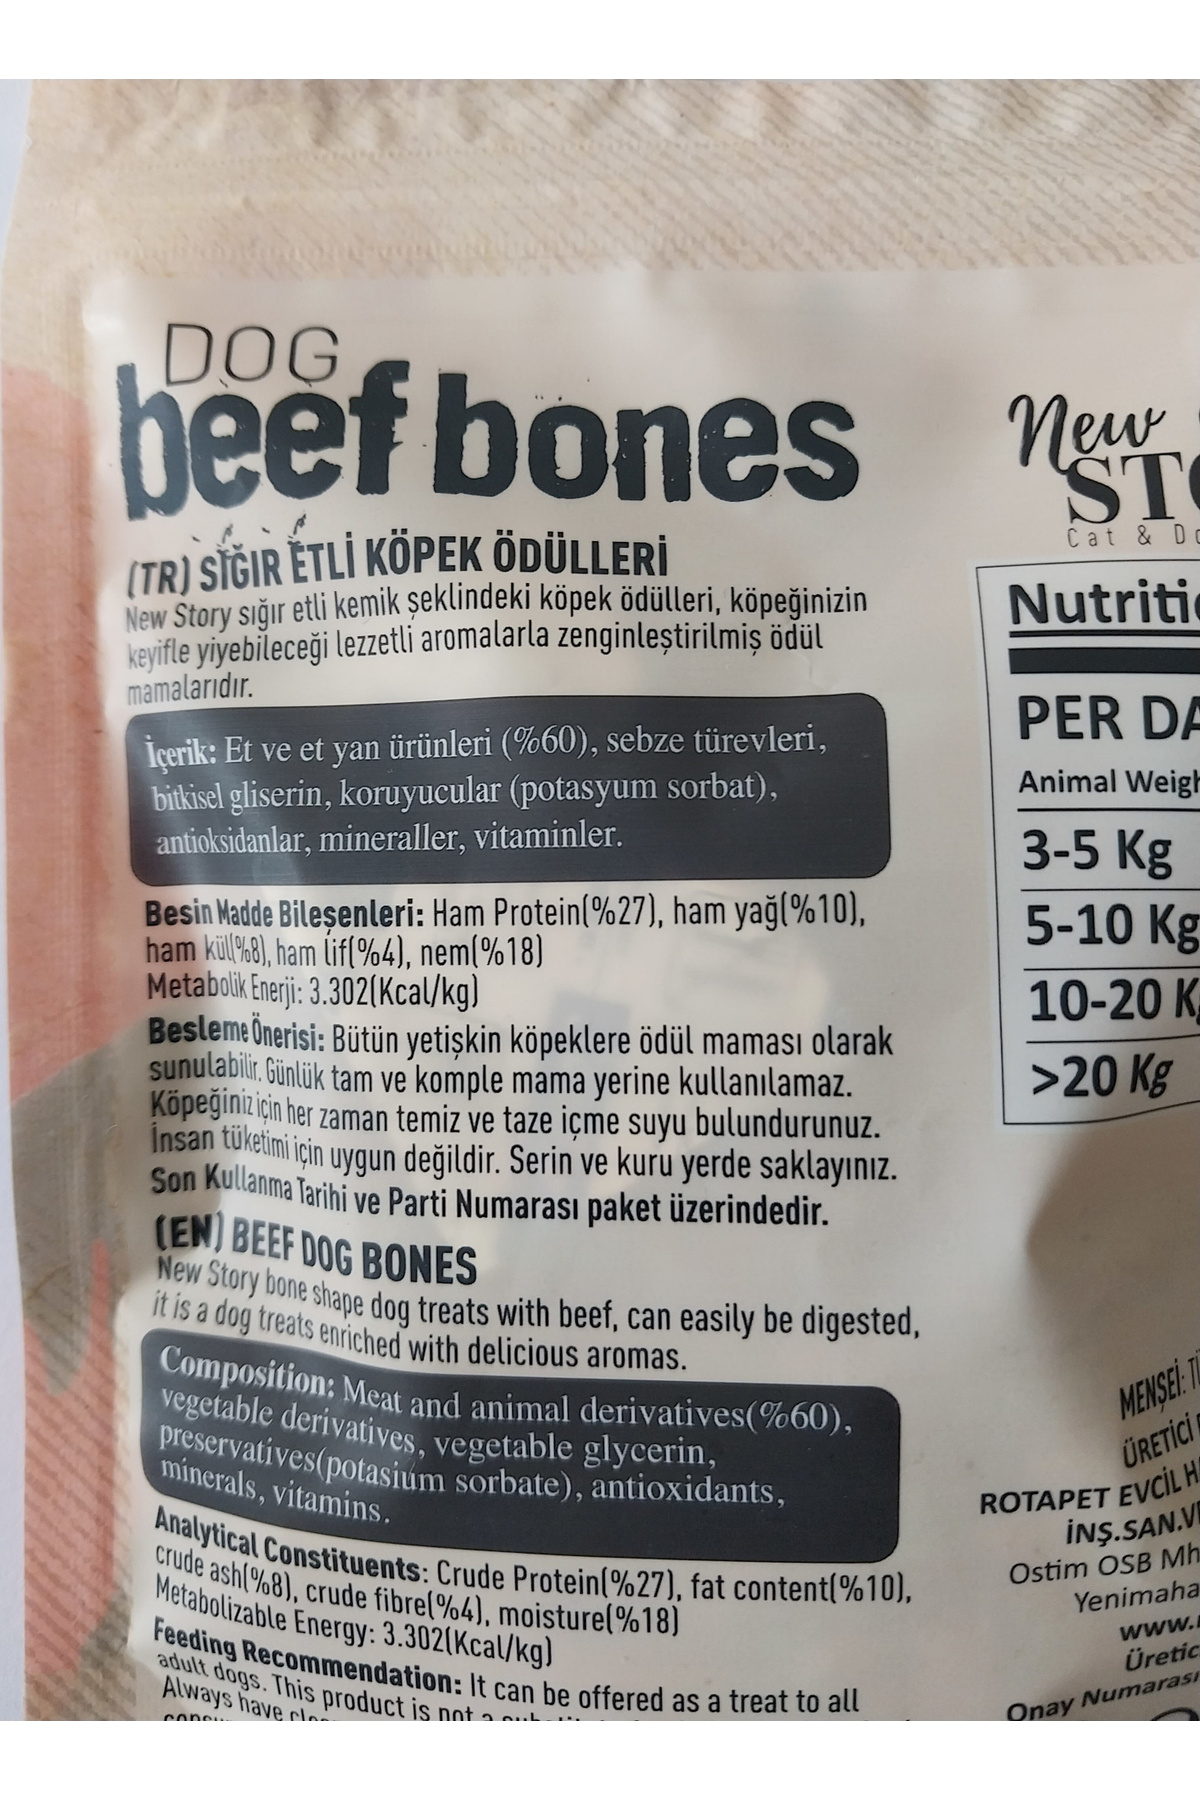 DOG
beef bones
(TR) SIĞIR ETLİ KÖPEK ÖDÜLLERİ
New Story sığır etli kemik şeklindeki köpek ödülleri, köpeğinizin
keyifle yiyebileceği lezzetli aromalarla zenginleştirilmiş ödül
mamalarıdır.
İçerik: Et ve et yan ürünleri (%60), sebze türevleri,
bitkisel gliserin, koruyucular (potasyum sorbat),
antioksidanlar, mineraller, vitaminler.
Besin Madde Bileşenleri: Ham Protein(%27), ham yağ(%10),
ham kül(%8), ham lif(%4), nem(%18)
Metabolik Enerji: 3.302(Kcal/kg)
Besleme Önerisi: Bütün yetişkin köpeklere ödül maması olarak
sunulabilir. Günlük tam ve komple mama yerine kullanılamaz.
Köpeğiniz için her zaman temiz ve taze içme suyu bulundurunuz.
İnsan tüketimi için uygun değildir. Serin ve kuru yerde saklayınız.
Son Kullanma Tarihi ve Parti Numarası paket üzerindedir.
(EN) BEEF DOG BONES
New Story bone shape dog treats with beef, can easily be digested,
it is a dog treats enriched with delicious aromas.
Composition: Meat and animal derivatives(%60),
vegetable derivatives, vegetable glycerin,
preservatives(potasium sorbate), antioxidants,
minerals, vitamins.
Analytical Constituents: Crude Protein(%27), fat content(%10),
crude ash(%8), crude fibre(%4), moisture(%18)
Metabolizable Energy: 3.302(Kcal/kg)
Feeding Recommendation: It can be offered as a treat to all
adult dogs. This product is not a
Always have
New
Cat &
PER
Animal
3-5 Kg
5-10 Kg
10-20
>20 Kg
MENŞEİ:
ÜRETİCİ
ROTAPET EVCİL
İNŞ.SAN.
Ostim OSB Mh
Onay Numarası